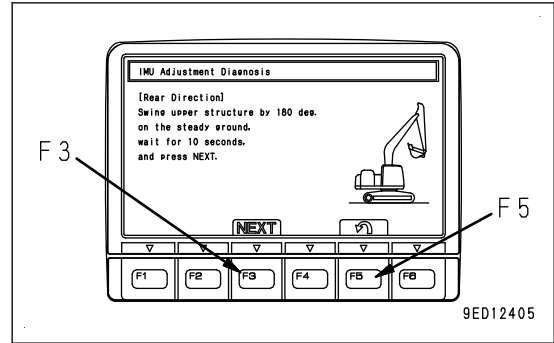 IMU Adjustment Diagnosis
[Rear Direction]
Swing upper structure by 180 deg.
on the steady ground,
wait for 10 seconds,
and press NEXT.
F3
F5
NEXT
F1 F2 F3 F4 F5 F6
9ED12405